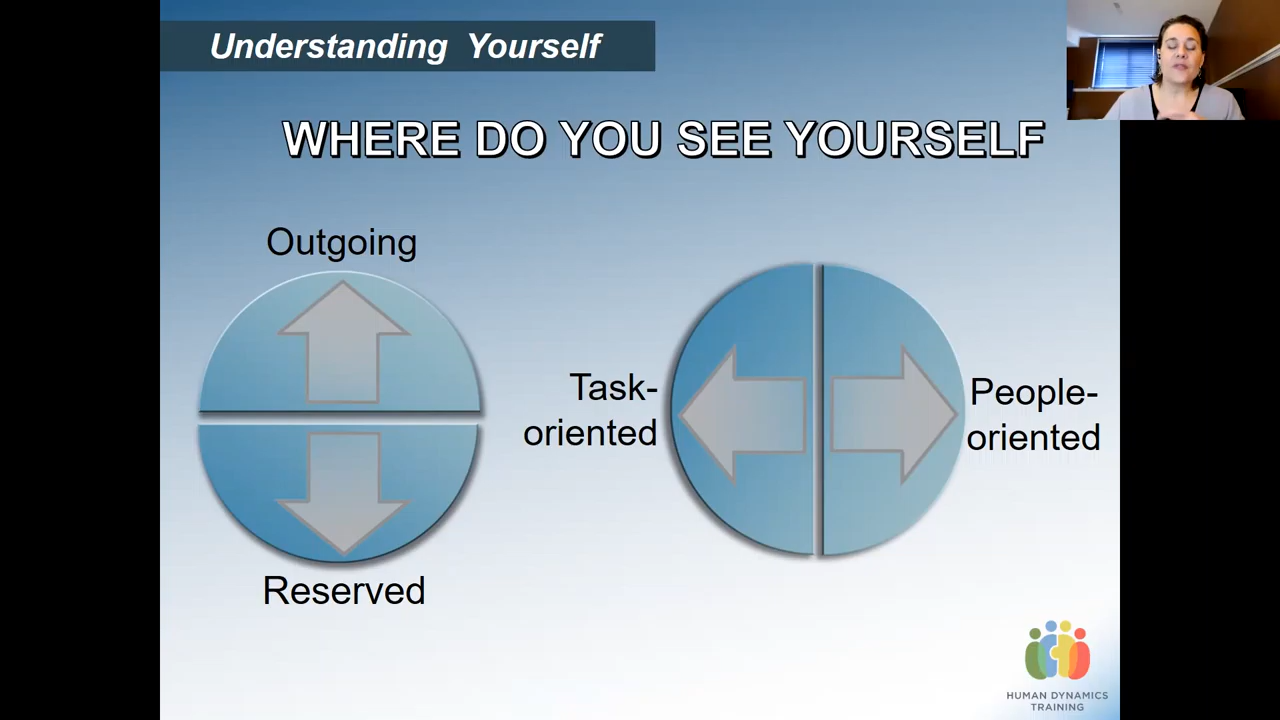 Understanding Yourself
WHERE DO YOU SEE YOURSELF
Outgoing
Reserved
Task-
oriented
People-
oriented
HUMAN DYNAMICS
TRAINING